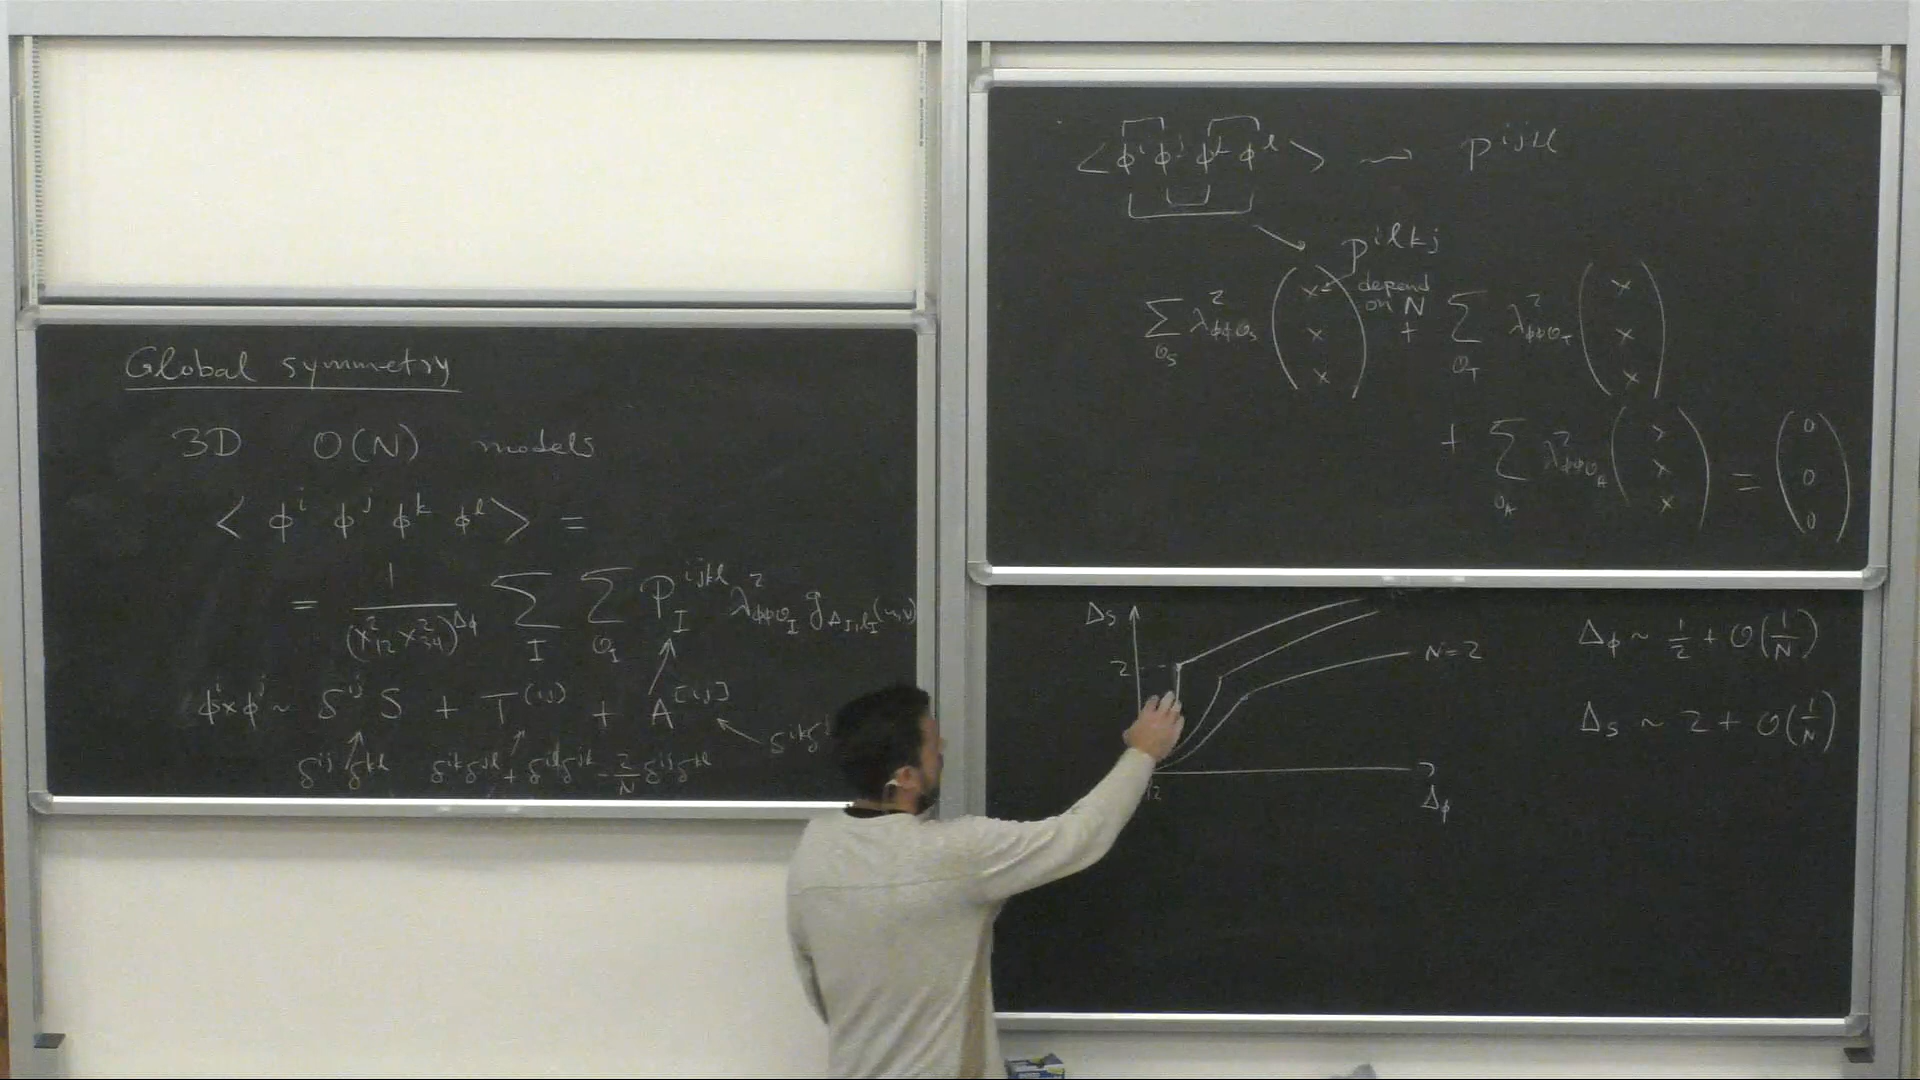 Global symmetry
3D O(N) models
< ϕ^i ϕ^j ϕ^k ϕ^l > =
= 1/(x_12^2 x_34^2)^{Δ_ϕ} Σ_I Σ_{O_I} P_I^{ijkl} λ^2_{ϕϕO_I} g_{Δ_I, l_I}(u,v)
ϕ^i × ϕ^j ~ δ^{ij} S + T^{(ij)} + A^{[ij]}
δ^{ij} δ^{kl} δ^{ik} δ^{jl} + δ^{il} δ^{jk} - 2/N δ^{ij} δ^{kl}
< ϕ^i ϕ^j ϕ^k ϕ^l > ⇝ P^{ijkl}
P^{ilkj}
depend
on N
Σ_{O_S} λ^2_{ϕϕO_S} (x x x) + Σ_{O_T} λ^2_{ϕϕO_T} (x x x)
+ Σ_{O_A} λ^2_{ϕϕO_A} (x x x) = (0 0 0)
Δ_S
2
N=2
Δ_ϕ
Δ_ϕ ~ 1/2 + O(1/N)
Δ_S ~ 2 + O(1/N)